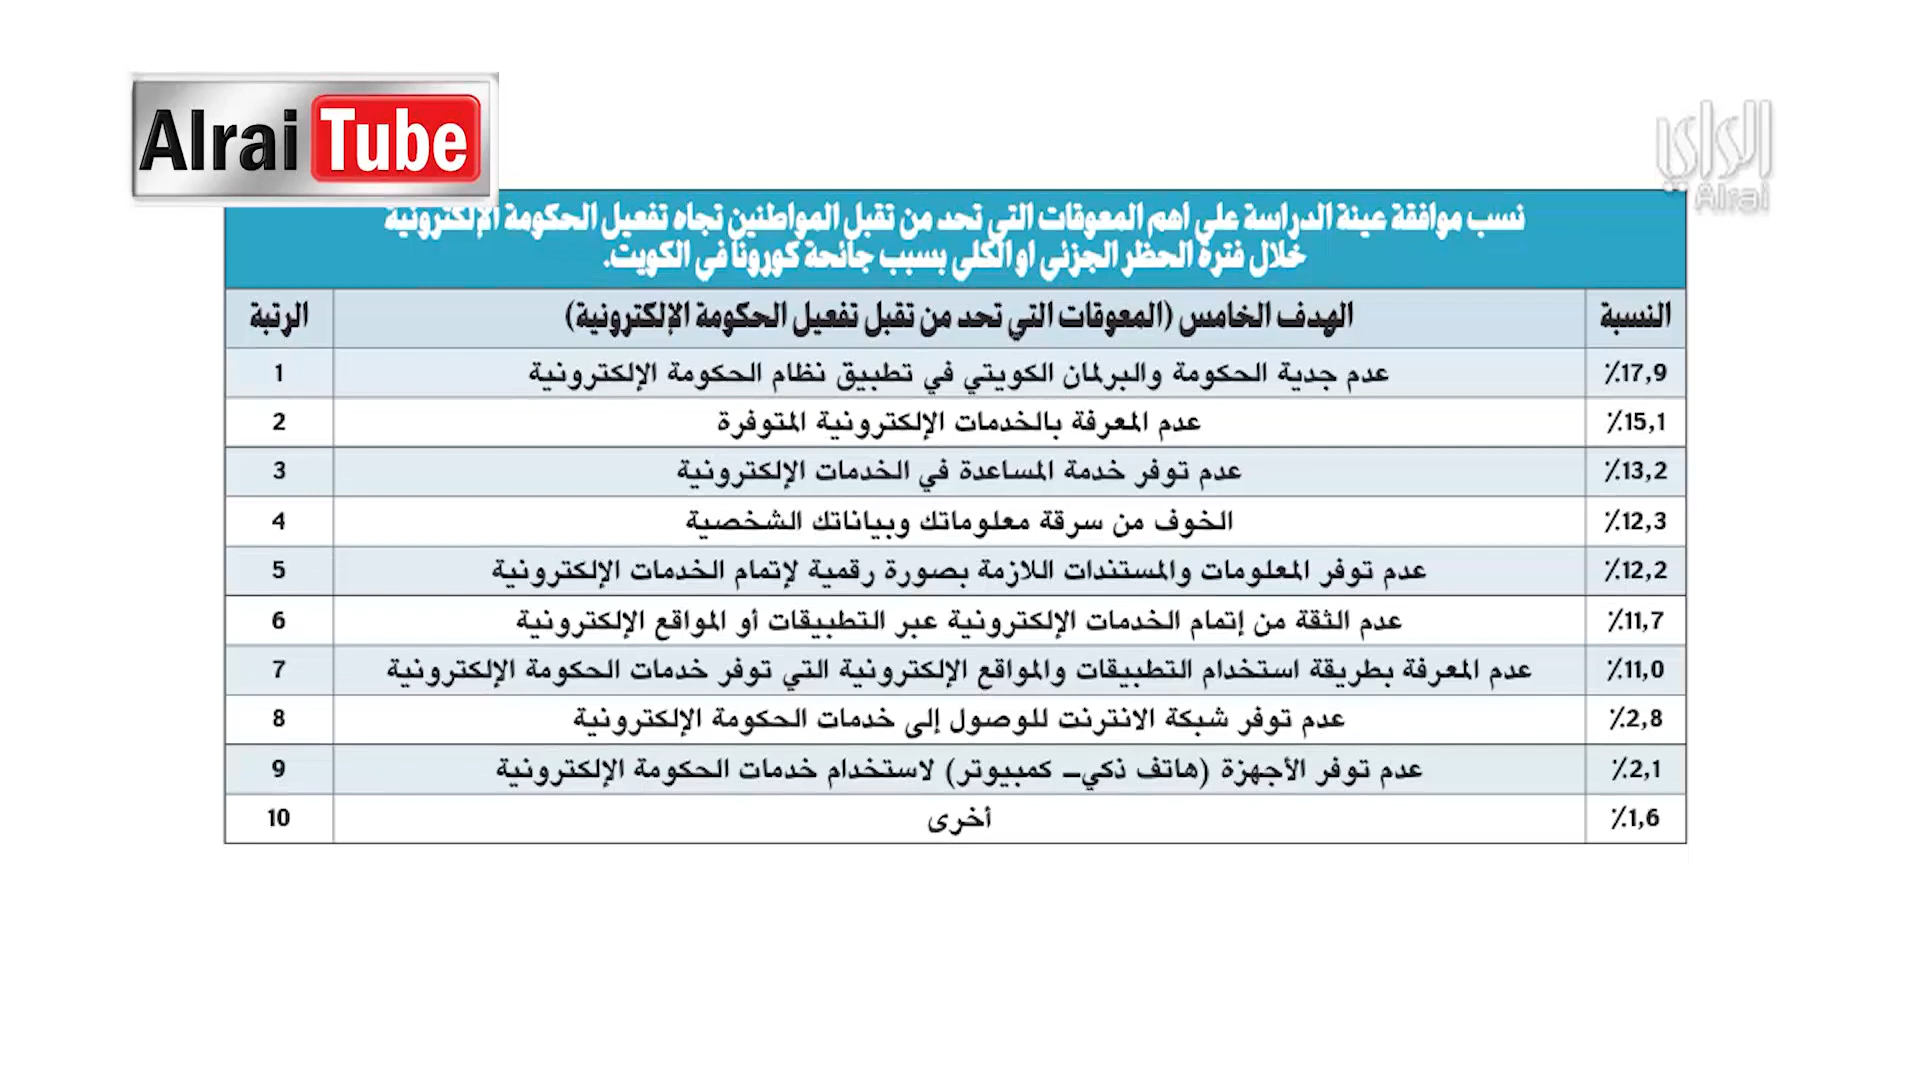 Alrai Tube
الراي
Alrai
نسب موافقة عينة الدراسة على اهم المعوقات التي تحد من تقبل المواطنين تجاه تفعيل الحكومة الإلكترونية
خلال فترة الحظر الجزئي او الكلي بسبب جائحة كورونا في الكويت.
النسبة الهدف الخامس (المعوقات التي تحد من تقبل تفعيل الحكومة الإلكترونية) الرتبة
٪17,9 عدم جدية الحكومة والبرلمان الكويتي في تطبيق نظام الحكومة الإلكترونية 1
٪15,1 عدم المعرفة بالخدمات الإلكترونية المتوفرة 2
٪13,2 عدم توفر خدمة المساعدة في الخدمات الإلكترونية 3
٪12,3 الخوف من سرقة معلوماتك وبياناتك الشخصية 4
٪12,2 عدم توفر المعلومات والمستندات اللازمة بصورة رقمية لإتمام الخدمات الإلكترونية 5
٪11,7 عدم الثقة من إتمام الخدمات الإلكترونية عبر التطبيقات أو المواقع الإلكترونية 6
٪11,0 عدم المعرفة بطريقة استخدام التطبيقات والمواقع الإلكترونية التي توفر خدمات الحكومة الإلكترونية 7
٪2,8 عدم توفر شبكة الانترنت للوصول إلى خدمات الحكومة الإلكترونية 8
٪2,1 عدم توفر الأجهزة (هاتف ذكي- كمبيوتر) لاستخدام خدمات الحكومة الإلكترونية 9
٪1,6 أخرى 10